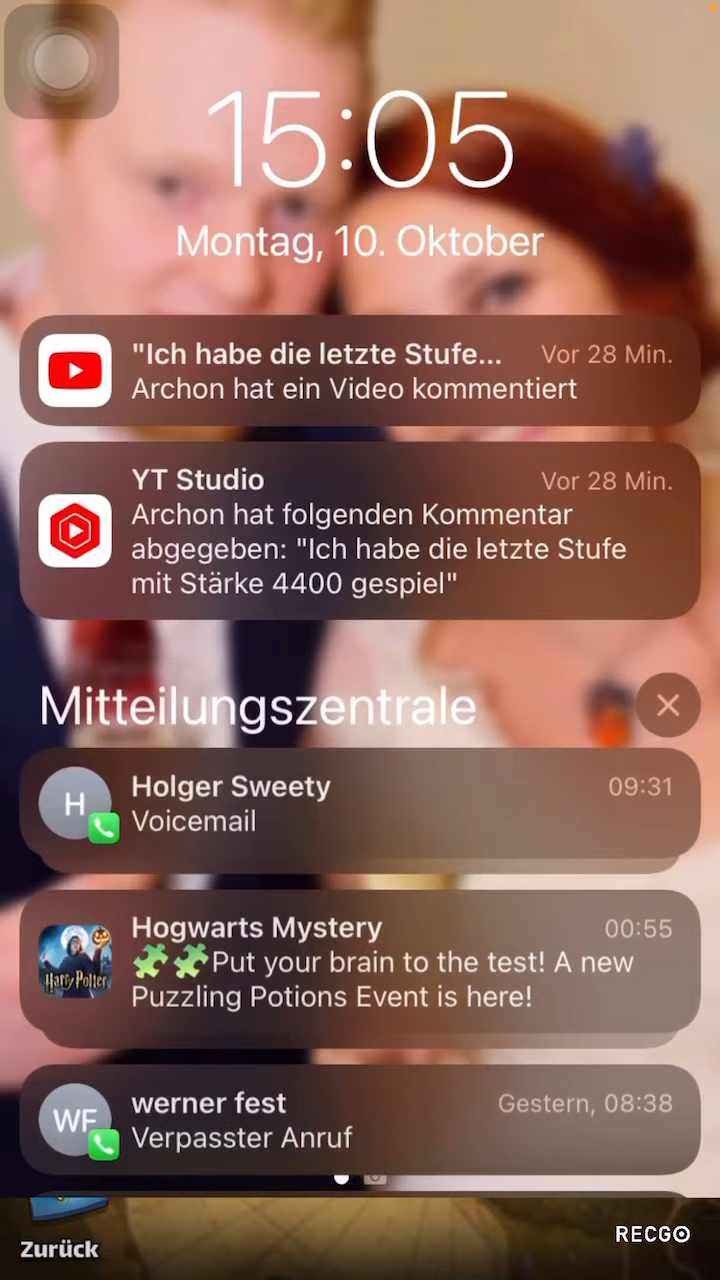 15:05
Montag, 10. Oktober
"Ich habe die letzte Stufe... Vor 28 Min.
Archon hat ein Video kommentiert
YT Studio Vor 28 Min.
Archon hat folgenden Kommentar
abgegeben: "Ich habe die letzte Stufe
mit Stärke 4400 gespiel"
Mitteilungszentrale
H
Holger Sweety 09:31
Voicemail
Hogwarts Mystery 00:55
Harry Potter
🧩🧩Put your brain to the test! A new
Puzzling Potions Event is here!
WF
werner fest Gestern, 08:38
Verpasster Anruf
Zurück
RECGO